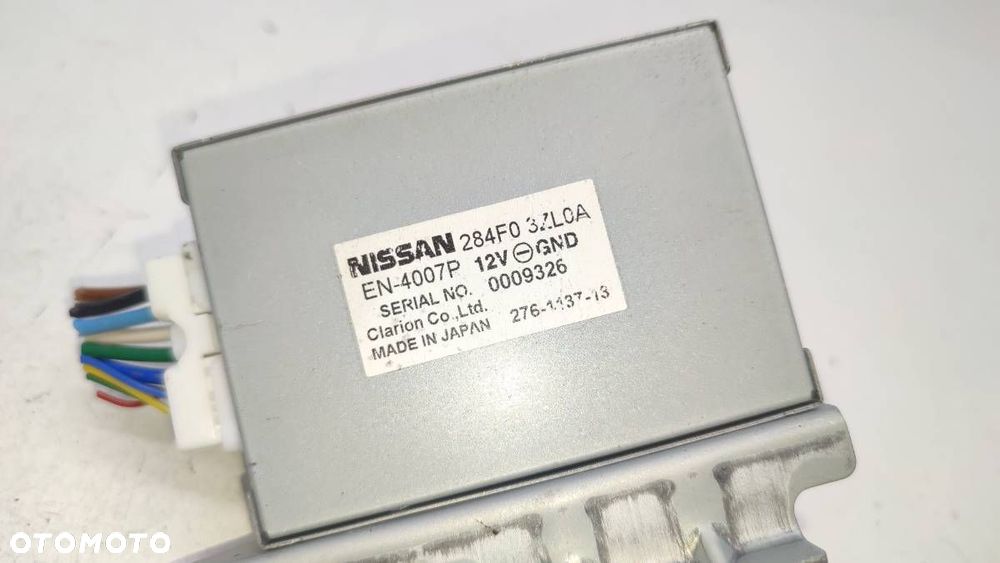 NISSAN 284F0 3ZL0A
EN-4007P 12V ⊖ GND
SERIAL NO. 0009326
Clarion Co.,Ltd.
MADE IN JAPAN 276-1137-13
OTOMOTO